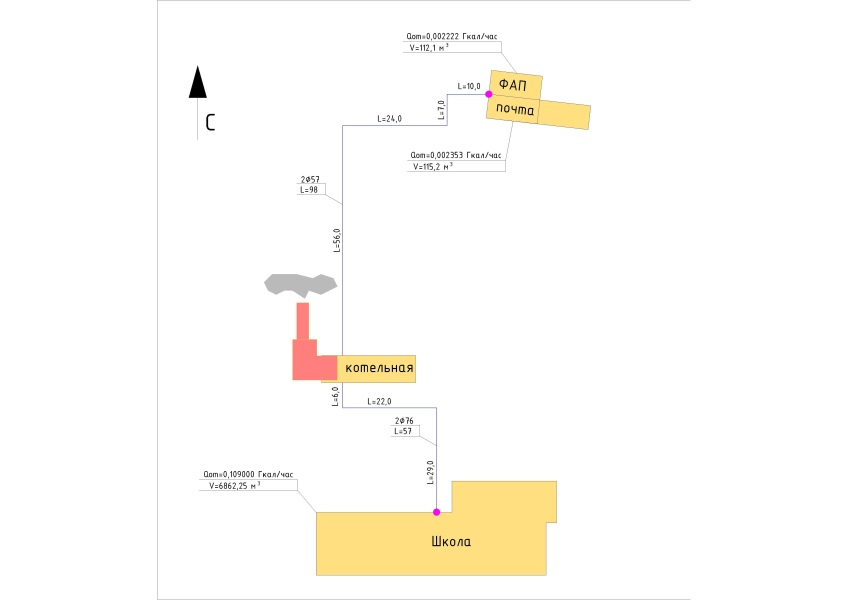 Qот=0,002222 Гкал/час
V=112,1 м³
L=10,0
ФАП
почта
L=7,0
L=24,0
С
Qот=0,002353 Гкал/час
V=115,2 м³
2Ø57
L=98
L=56,0
котельная
L=6,0
L=22,0
2Ø76
L=57
L=29,0
Qот=0,109000 Гкал/час
V=6862,25 м³
Школа